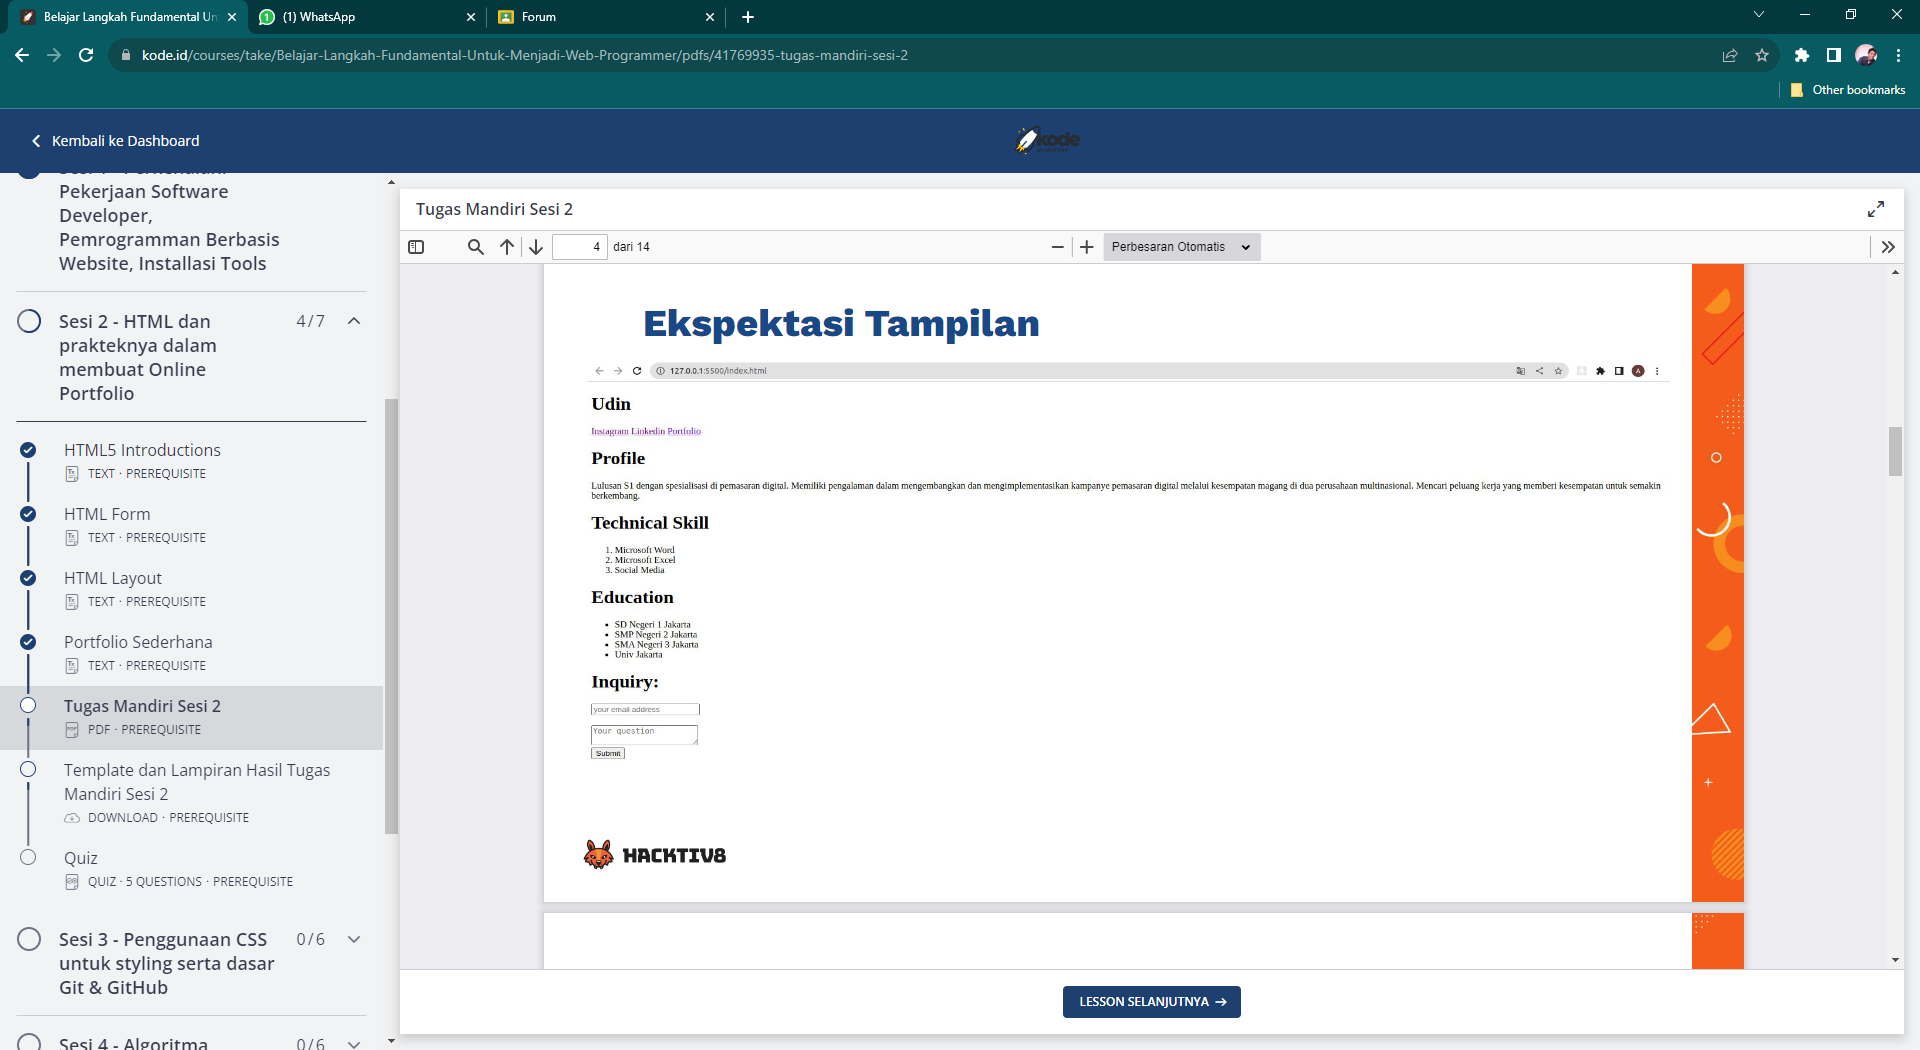 Belajar Langkah Fundamental Un
(1) WhatsApp
Forum
kode.id/courses/take/Belajar-Langkah-Fundamental-Untuk-Menjadi-Web-Programmer/pdfs/41769935-tugas-mandiri-sesi-2
Other bookmarks
Kembali ke Dashboard
kode
Pekerjaan Software
Developer,
Pemrogramman Berbasis
Website, Installasi Tools
Sesi 2 - HTML dan
prakteknya dalam
membuat Online
Portfolio
4/7
HTML5 Introductions
TEXT · PREREQUISITE
HTML Form
TEXT · PREREQUISITE
HTML Layout
TEXT · PREREQUISITE
Portfolio Sederhana
TEXT · PREREQUISITE
Tugas Mandiri Sesi 2
PDF · PREREQUISITE
Template dan Lampiran Hasil Tugas
Mandiri Sesi 2
DOWNLOAD · PREREQUISITE
Quiz
QUIZ · 5 QUESTIONS · PREREQUISITE
Sesi 3 - Penggunaan CSS
untuk styling serta dasar
Git & GitHub
0/6
Sesi 4 - Algoritma
0/6
Tugas Mandiri Sesi 2
4 dari 14
Perbesaran Otomatis
Ekspektasi Tampilan
127.0.0.1:5500/index.html
A
Udin
Instagram Linkedin Portfolio
Profile
Lulusan S1 dengan spesialisasi di pemasaran digital. Memiliki pengalaman dalam mengembangkan dan mengimplementasikan kampanye pemasaran digital melalui kesempatan magang di dua perusahaan multinasional. Mencari peluang kerja yang memberi kesempatan untuk semakin
berkembang.
Technical Skill
1. Microsoft Word
2. Microsoft Excel
3. Social Media
Education
• SD Negeri 1 Jakarta
• SMP Negeri 2 Jakarta
• SMA Negeri 3 Jakarta
• Univ Jakarta
Inquiry:
your email address
Your question
Submit
HACKTIV8
LESSON SELANJUTNYA →